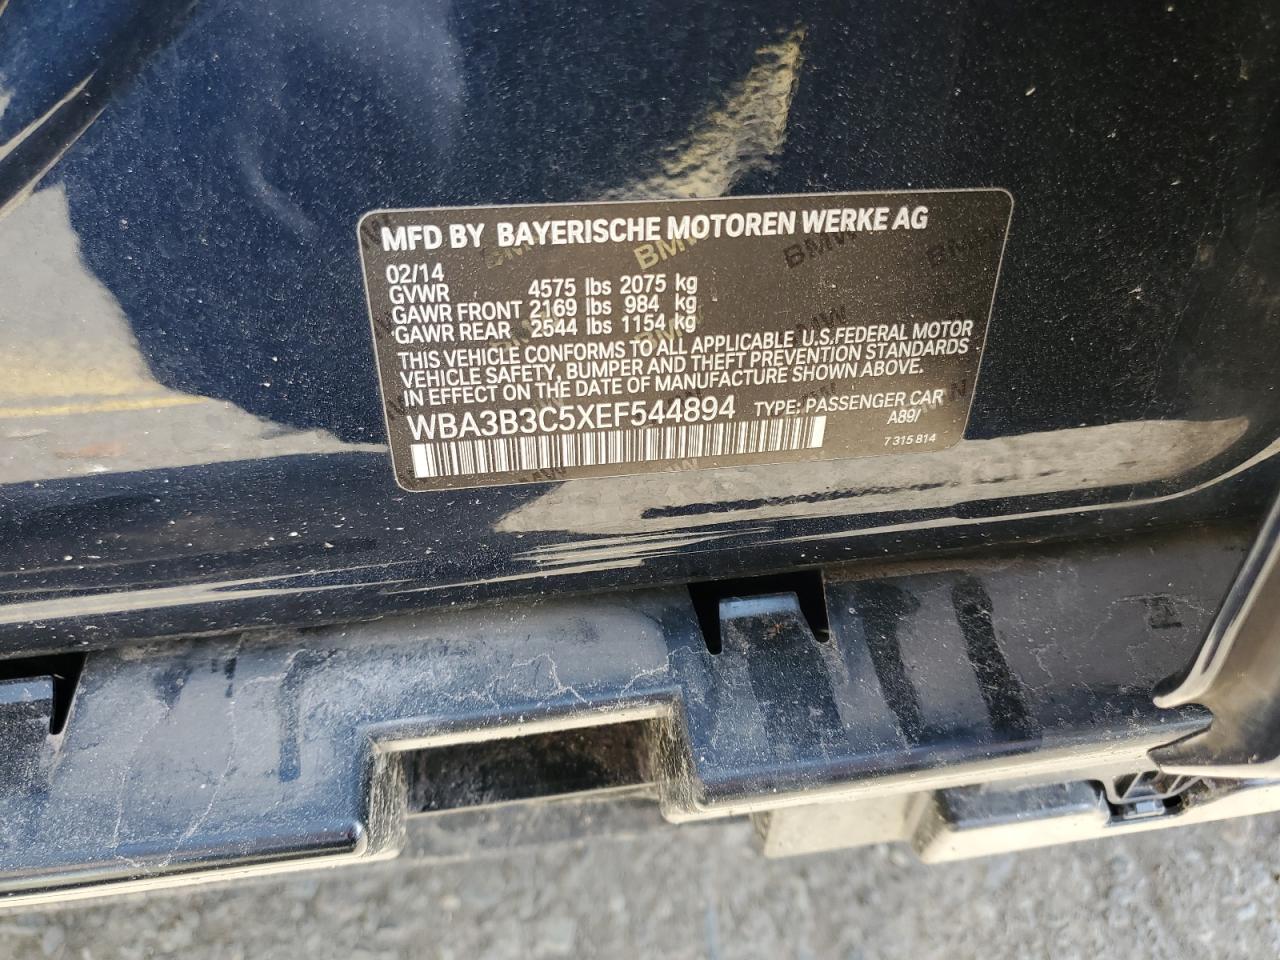 MFD BY BAYERISCHE MOTOREN WERKE AG
02/14
GVWR 4575 lbs 2075 kg
GAWR FRONT 2169 lbs 984 kg
GAWR REAR 2544 lbs 1154 kg
THIS VEHICLE CONFORMS TO ALL APPLICABLE U.S.FEDERAL MOTOR
VEHICLE SAFETY, BUMPER AND THEFT PREVENTION STANDARDS
IN EFFECT ON THE DATE OF MANUFACTURE SHOWN ABOVE.
WBA3B3C5XEF544894 TYPE: PASSENGER CAR
A89/
7 315 814
BMW
BMW